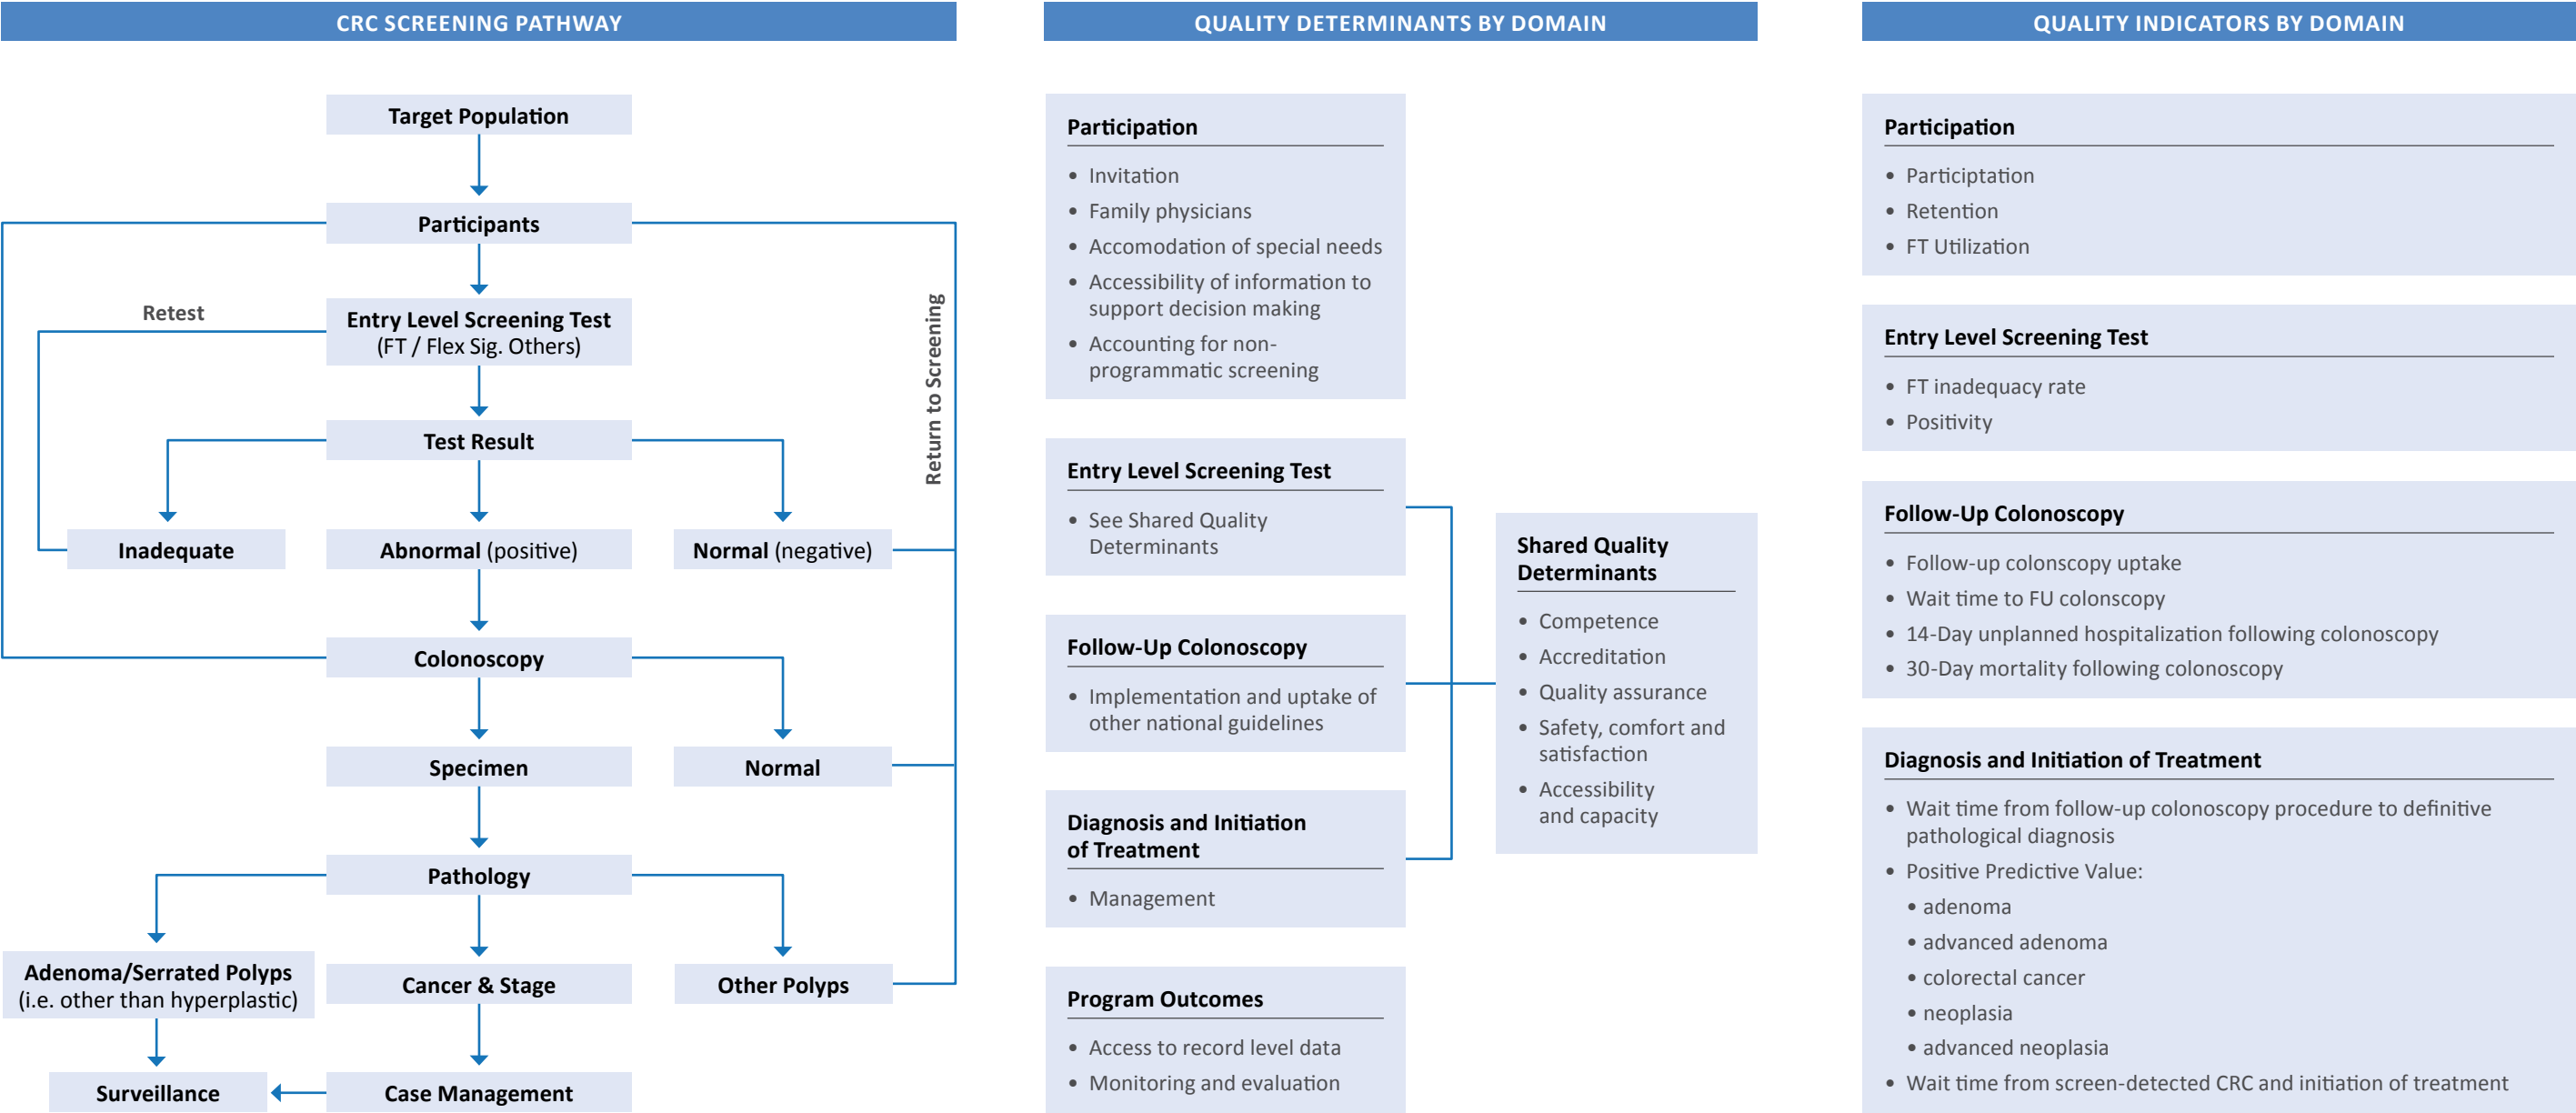 CRC SCREENING PATHWAY
Target Population
Participants
Retest
Entry Level Screening Test
(FT / Flex Sig. Others)
Return to Screening
Test Result
Inadequate
Abnormal (positive)
Normal (negative)
Colonoscopy
Specimen
Normal
Pathology
Adenoma/Serrated Polyps
(i.e. other than hyperplastic)
Cancer & Stage
Other Polyps
Surveillance
Case Management
QUALITY DETERMINANTS BY DOMAIN
Participation
• Invitation
• Family physicians
• Accomodation of special needs
• Accessibility of information to
support decision making
• Accounting for non-
programmatic screening
Entry Level Screening Test
• See Shared Quality
Determinants
Follow-Up Colonoscopy
• Implementation and uptake of
other national guidelines
Diagnosis and Initiation
of Treatment
• Management
Program Outcomes
• Access to record level data
• Monitoring and evaluation
Shared Quality
Determinants
• Competence
• Accreditation
• Quality assurance
• Safety, comfort and
satisfaction
• Accessibility
and capacity
QUALITY INDICATORS BY DOMAIN
Participation
• Participtation
• Retention
• FT Utilization
Entry Level Screening Test
• FT inadequacy rate
• Positivity
Follow-Up Colonoscopy
• Follow-up colonscopy uptake
• Wait time to FU colonscopy
• 14-Day unplanned hospitalization following colonoscopy
• 30-Day mortality following colonoscopy
Diagnosis and Initiation of Treatment
• Wait time from follow-up colonoscopy procedure to definitive
pathological diagnosis
• Positive Predictive Value:
• adenoma
• advanced adenoma
• colorectal cancer
• neoplasia
• advanced neoplasia
• Wait time from screen-detected CRC and initiation of treatment